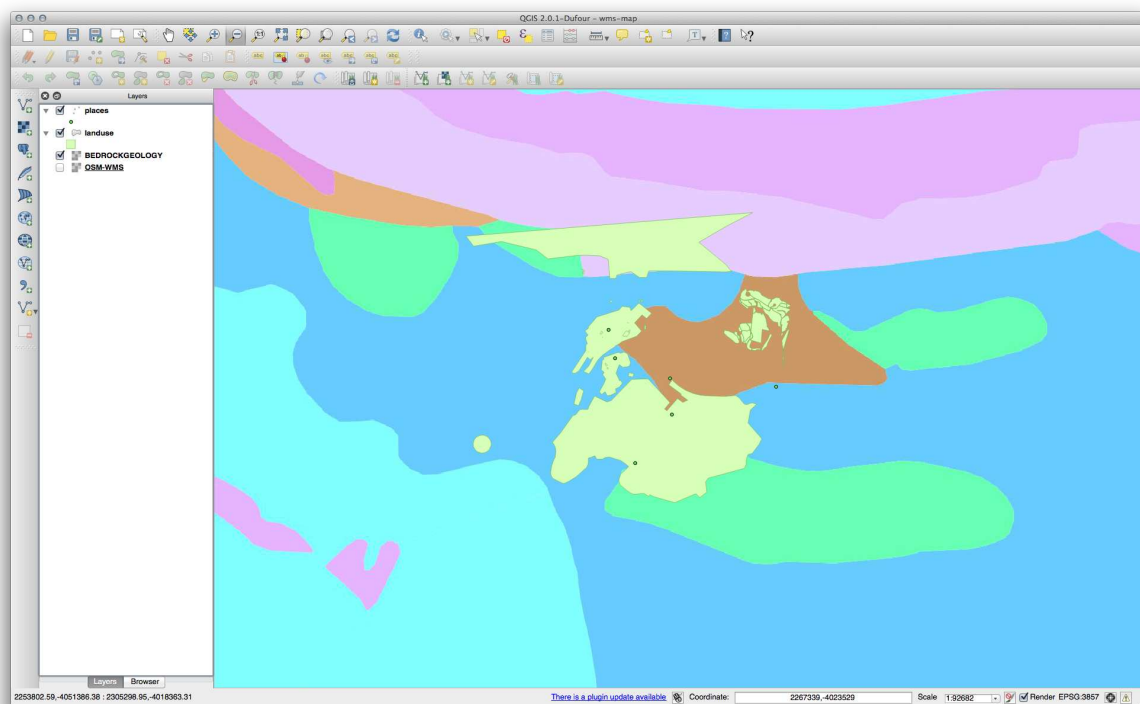 QGIS 2.0.1-Dufour – wms-map
Layers
places
landuse
BEDROCKGEOLOGY
OSM-WMS
Layers Browser
2253802.59,-4051386.38 : 2305298.95,-4018363.31 There is a plugin update available Coordinate: 2267339,-4023529 Scale 1:92682 Render EPSG:3857